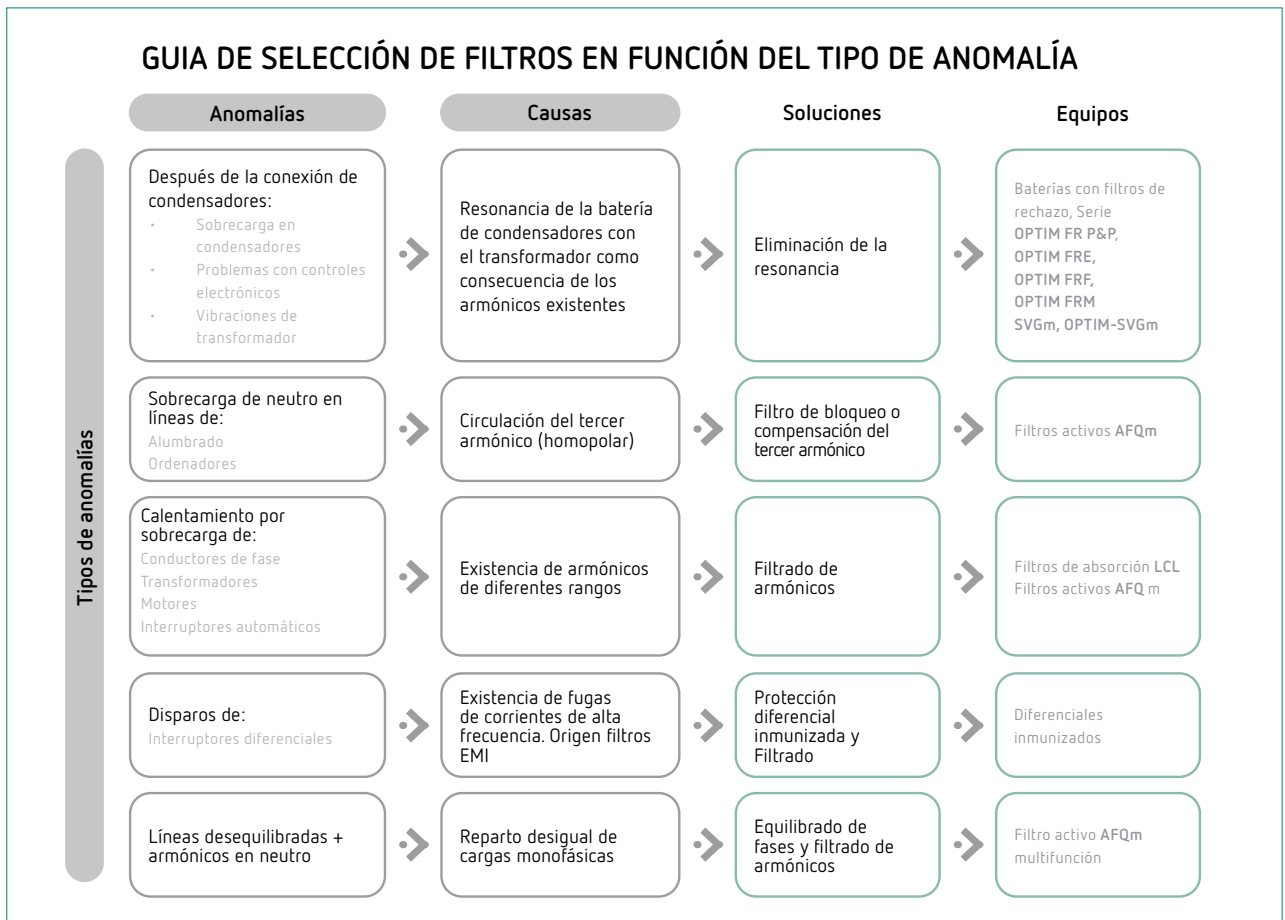 GUIA DE SELECCIÓN DE FILTROS EN FUNCIÓN DEL TIPO DE ANOMALÍA
Anomalías
Causas
Soluciones
Equipos
Tipos de anomalías
Después de la conexión de
condensadores:
• Sobrecarga en
condensadores
• Problemas con controles
electrónicos
• Vibraciones de
transformador
Resonancia de la batería
de condensadores con
el transformador como
consecuencia de los
armónicos existentes
Eliminación de la
resonancia
Baterías con filtros de
rechazo, Serie
OPTIM FR P&P,
OPTIM FRE,
OPTIM FRF,
OPTIM FRM
SVGm, OPTIM-SVGm
Sobrecarga de neutro en
líneas de:
Alumbrado
Ordenadores
Circulación del tercer
armónico (homopolar)
Filtro de bloqueo o
compensación del
tercer armónico
Filtros activos AFQm
Calentamiento por
sobrecarga de:
Conductores de fase
Transformadores
Motores
Interruptores automáticos
Existencia de armónicos
de diferentes rangos
Filtrado de
armónicos
Filtros de absorción LCL
Filtros activos AFQ m
Disparos de:
Interruptores diferenciales
Existencia de fugas
de corrientes de alta
frecuencia. Origen filtros
EMI
Protección
diferencial
inmunizada y
Filtrado
Diferenciales
inmunizados
Líneas desequilibradas +
armónicos en neutro
Reparto desigual de
cargas monofásicas
Equilibrado de
fases y filtrado de
armónicos
Filtro activo AFQm
multifunción